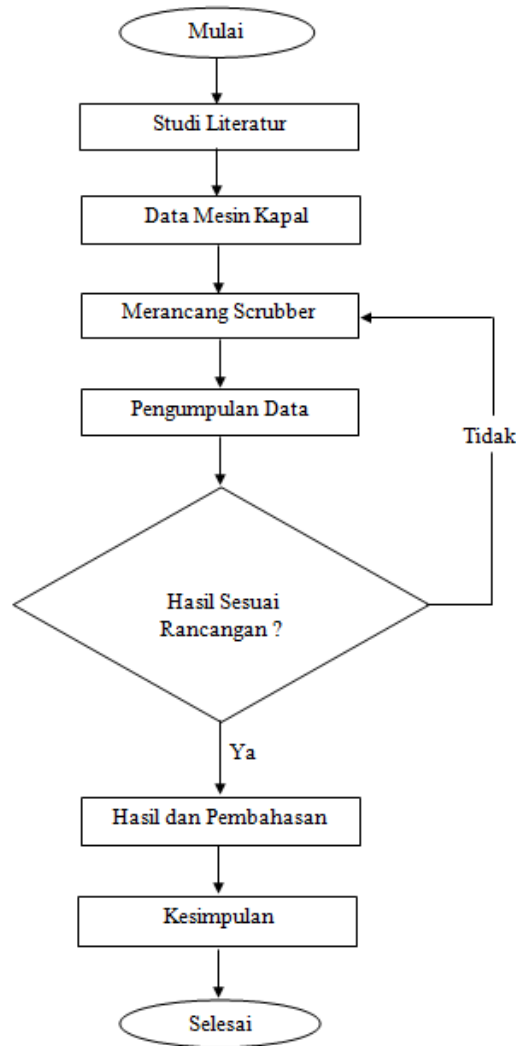 Mulai
Studi Literatur
Data Mesin Kapal
Merancang Scrubber
Pengumpulan Data
Tidak
Hasil Sesuai
Rancangan ?
Ya
Hasil dan Pembahasan
Kesimpulan
Selesai